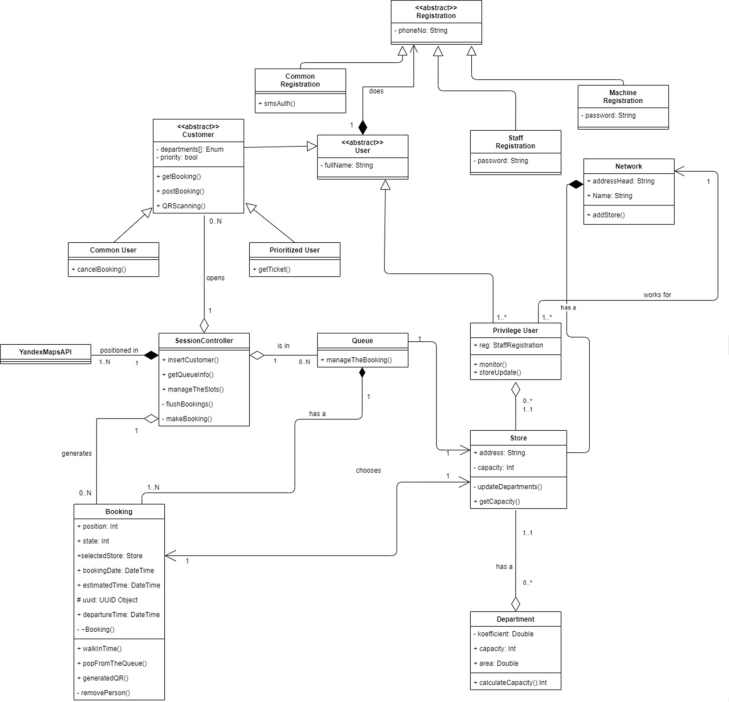 <<abstract>>
Registration
- phoneNo: String
Common
Registration
+ smsAuth()
does
1
Machine
Registration
- password: String
<<abstract>>
Customer
- departments[]: Enum
- priority: bool
+ getBooking()
+ postBooking()
+ QRScanning()
<<abstract>>
User
- fullName: String
Staff
Registration
- password: String
Network
+ addressHead: String
+ Name: String
+ addStore()
1
0..N
Common User
+ cancelBooking()
Prioritized User
+ getTicket()
opens
works for
has a
1..*
1..*
YandexMapsAPI
positioned in
1..N
1
SessionController
+ insertCustomer()
+ getQueueInfo()
+ manageTheSlots()
- flushBookings()
- makeBooking()
is in
1
0..N
Queue
+ manageTheBooking()
1
1
Privilege User
+ reg: StaffRegistration
+ monitor()
+ storeUpdate()
0..*
1..1
has a
1
generates
0..N
1..N
chooses
1
1
Store
+ address: String
- capacity: Int
- updateDepartments()
+ getCapacity()
Booking
+ position: Int
+ state: Int
+selectedStore: Store
+ bookingDate: DateTime
+ estimatedTime: DateTime
# uuid: UUID Object
+ departureTime: DateTime
- ~Booking()
+ walkInTime()
+ popFromTheQueue()
+ generatedQR()
- removePerson()
1
1..1
has a
0..*
Department
- koefficient: Double
+ capacity: Int
+ area: Double
+ calculateCapacity():Int